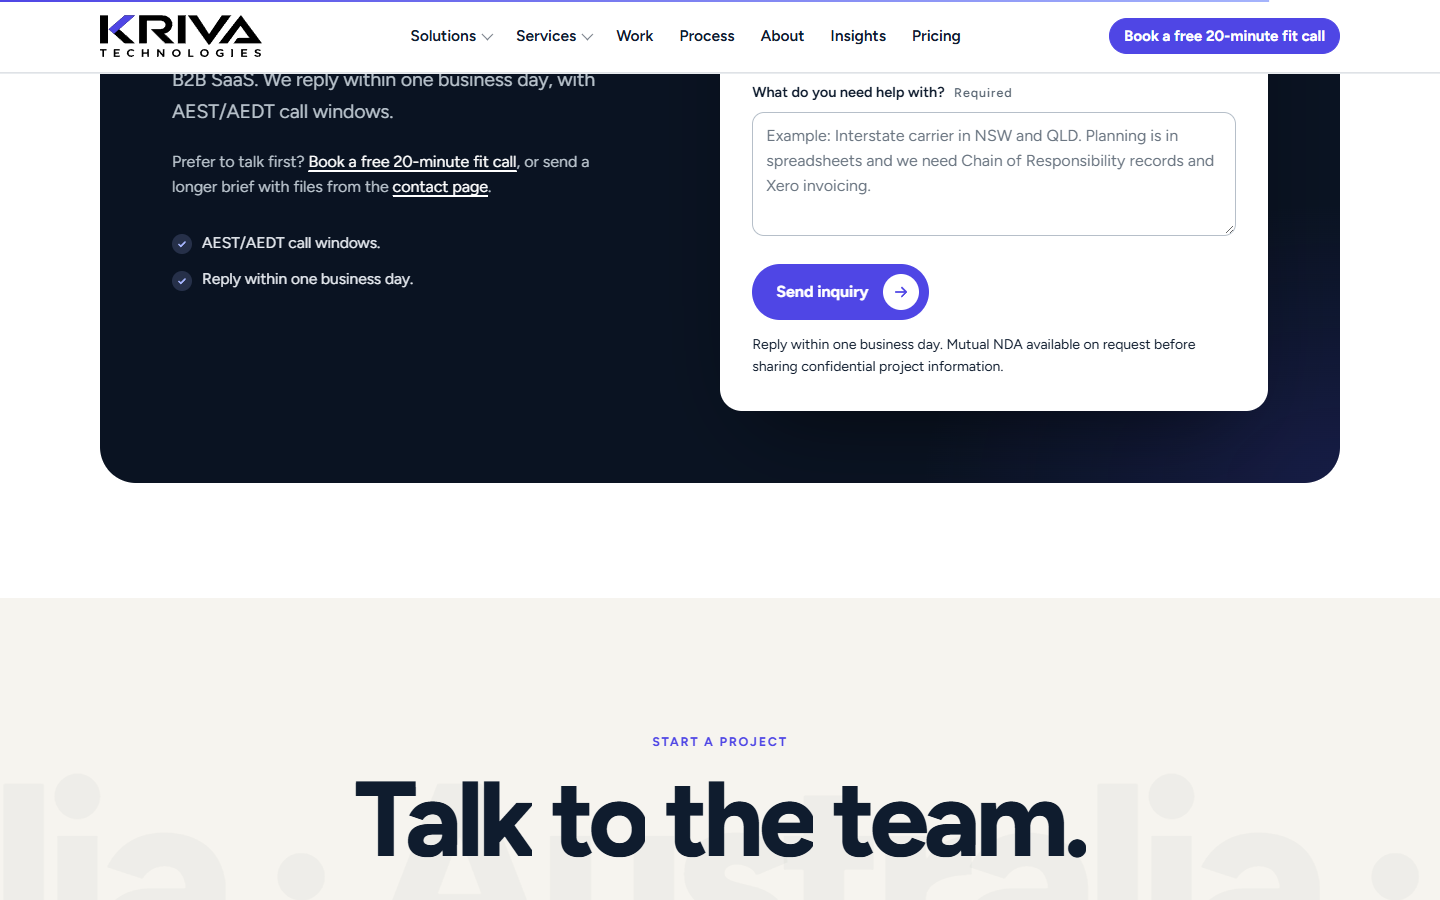 KRIVA
TECHNOLOGIES
Solutions
Services
Work
Process
About
Insights
Pricing
Book a free 20-minute fit call
B2B SaaS. We reply within one business day, with
AEST/AEDT call windows.
Prefer to talk first? Book a free 20-minute fit call, or send a
longer brief with files from the contact page.
AEST/AEDT call windows.
Reply within one business day.
What do you need help with? Required
Example: Interstate carrier in NSW and QLD. Planning is in
spreadsheets and we need Chain of Responsibility records and
Xero invoicing.
Send inquiry
Reply within one business day. Mutual NDA available on request before
sharing confidential project information.
START A PROJECT
Talk to the team.
lia · Australia ·